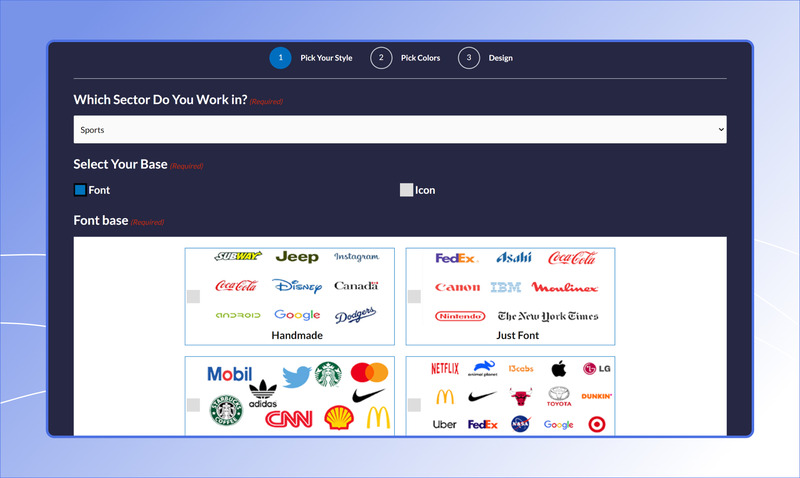 1 Pick Your Style 2 Pick Colors 3 Design
Which Sector Do You Work in? (Required)
Sports
Select Your Base (Required)
Font Icon
Font base (Required)
SUBWAY Jeep Instagram
Coca-Cola Disney Canada
android Google Dodgers
Handmade
FedEx Asahi Coca-Cola
Canon IBM Moulinex
Nintendo The New York Times
Just Font
Mobil
adidas
STARBUCKS COFFEE CNN
NETFLIX animal planet 13cabs LG
TOYOTA DUNKIN'
Uber FedEx NASA Google